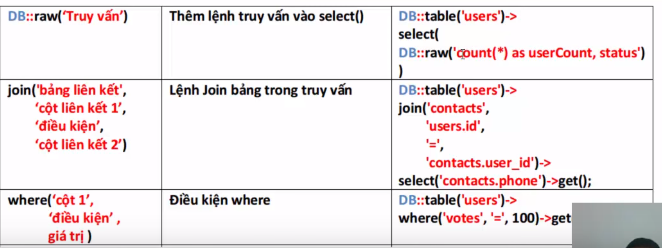 DB::raw('Truy vấn')
Thêm lệnh truy vấn vào select()
DB::table('users')->
select(
DB::raw('count(*) as userCount, status')
)
join('bảng liên kết',
'cột liên kết 1',
'điều kiện',
'cột liên kết 2')
Lệnh Join bảng trong truy vấn
DB::table('users')->
join('contacts',
'users.id',
'=',
'contacts.user_id')->
select('contacts.phone')->get();
where('cột 1',
'điều kiện' ,
giá trị )
Điều kiện where
DB::table('users')->
where('votes', '=', 100)->get